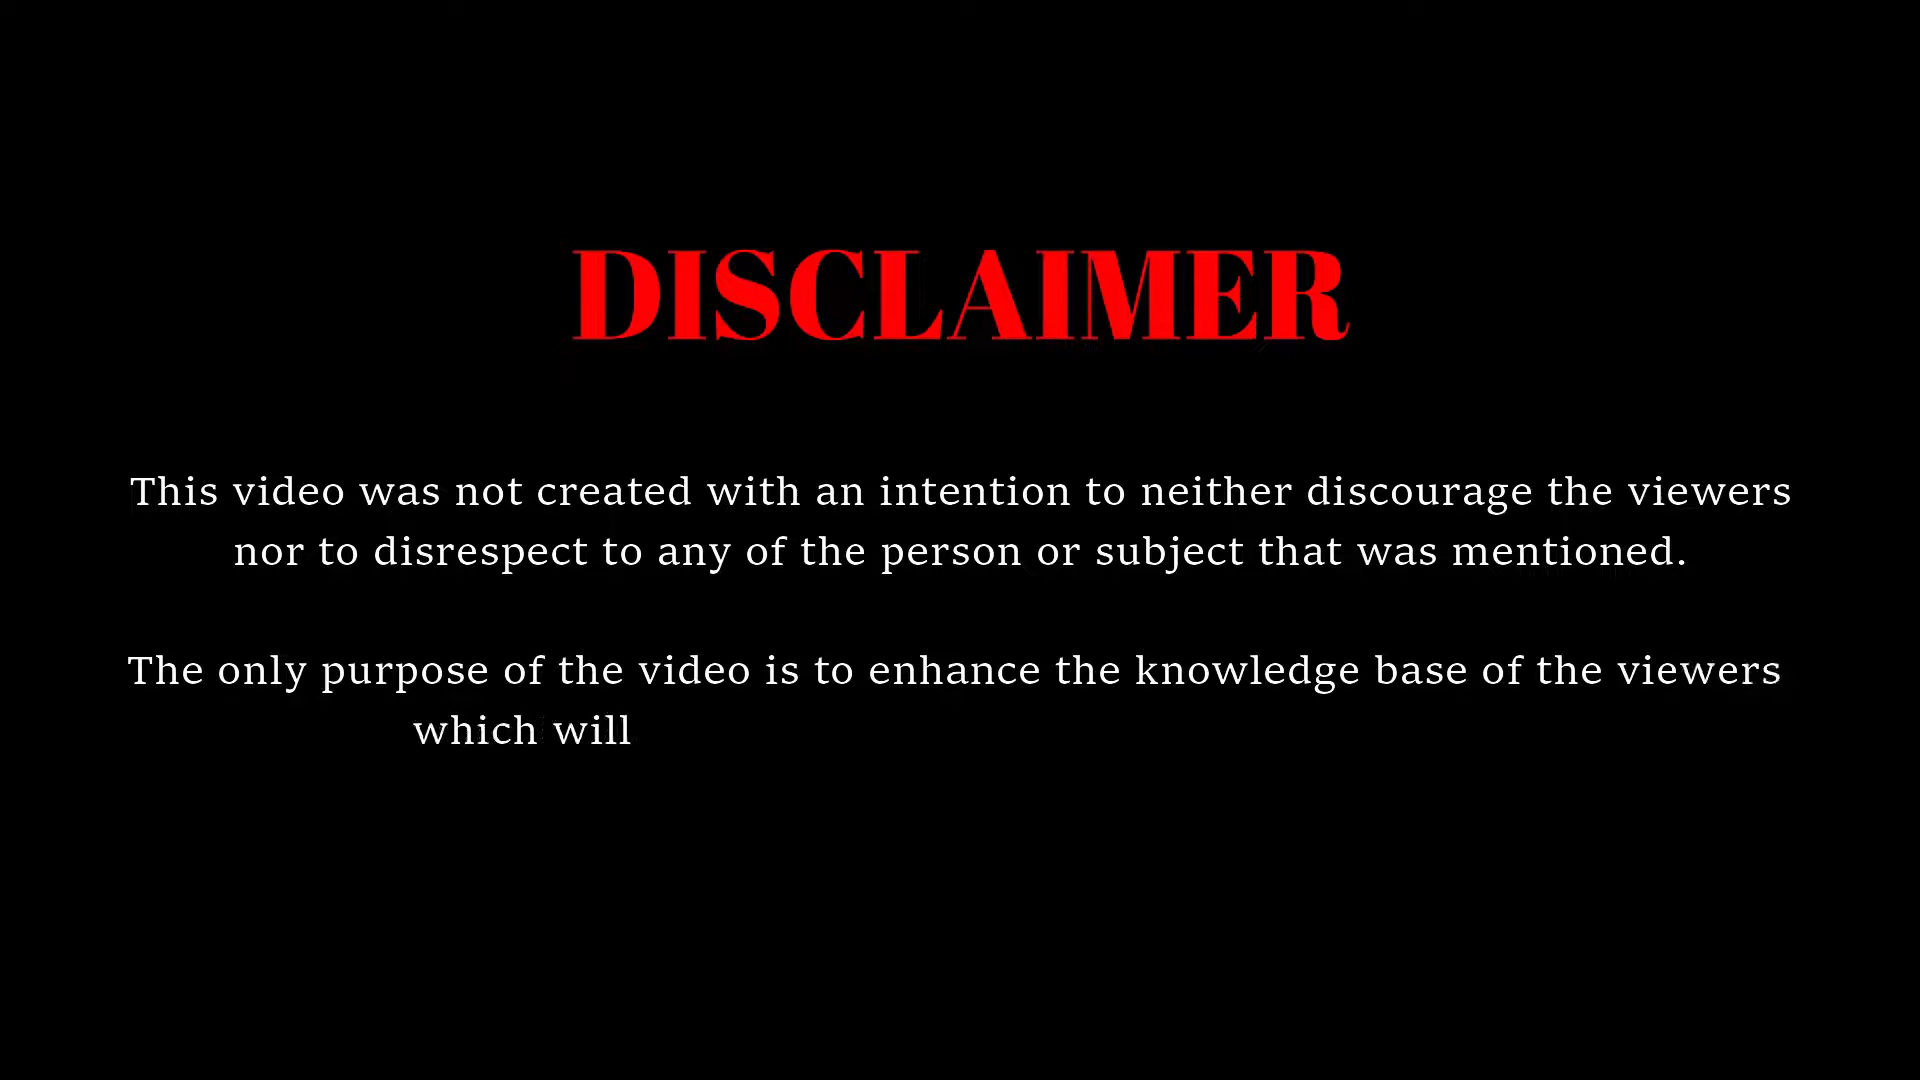 DISCLAIMER
This video was not created with an intention to neither discourage the viewers
nor to disrespect to any of the person or subject that was mentioned.
The only purpose of the video is to enhance the knowledge base of the viewers
which will